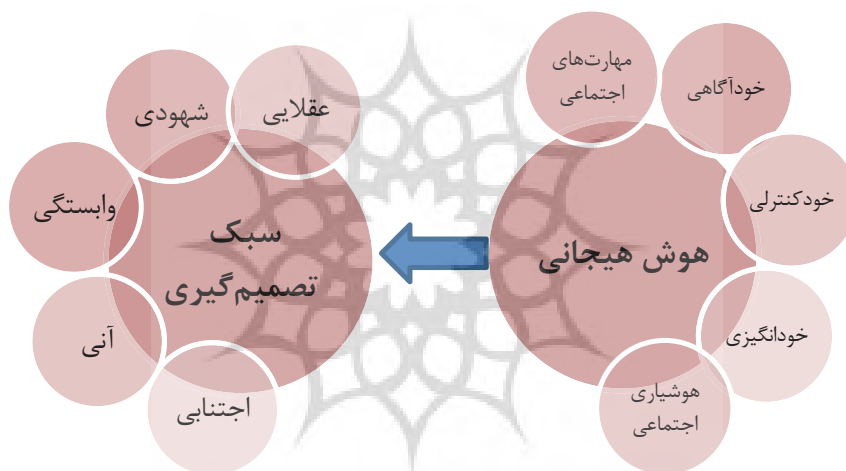 مهارت‌های
اجتماعی
خودآگاهی
خودکنترلی
خودانگیزی
هوشیاری
اجتماعی
هوش هیجانی
عقلایی
شهودی
وابستگی
آنی
اجتنابی
سبک
تصمیم‌گیری